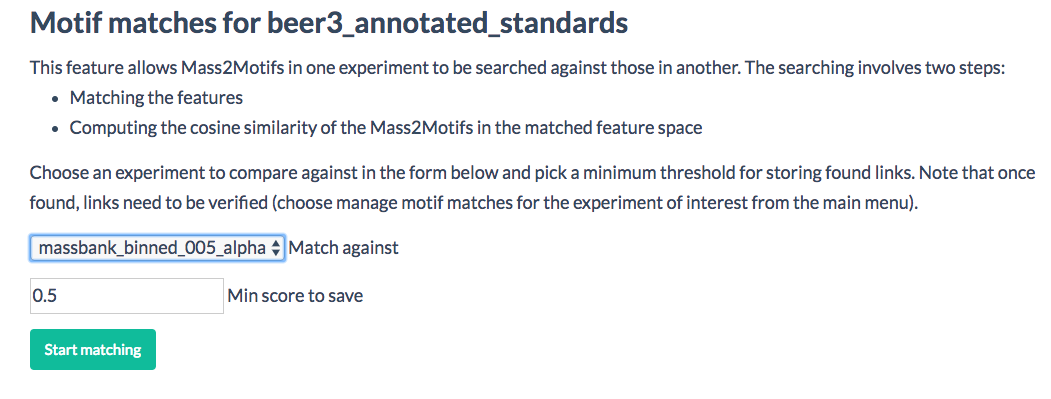 Motif matches for beer3_annotated_standards
This feature allows Mass2Motifs in one experiment to be searched against those in another. The searching involves two steps:
• Matching the features
• Computing the cosine similarity of the Mass2Motifs in the matched feature space
Choose an experiment to compare against in the form below and pick a minimum threshold for storing found links. Note that once
found, links need to be verified (choose manage motif matches for the experiment of interest from the main menu).
massbank_binned_005_alpha Match against
0.5 Min score to save
Start matching